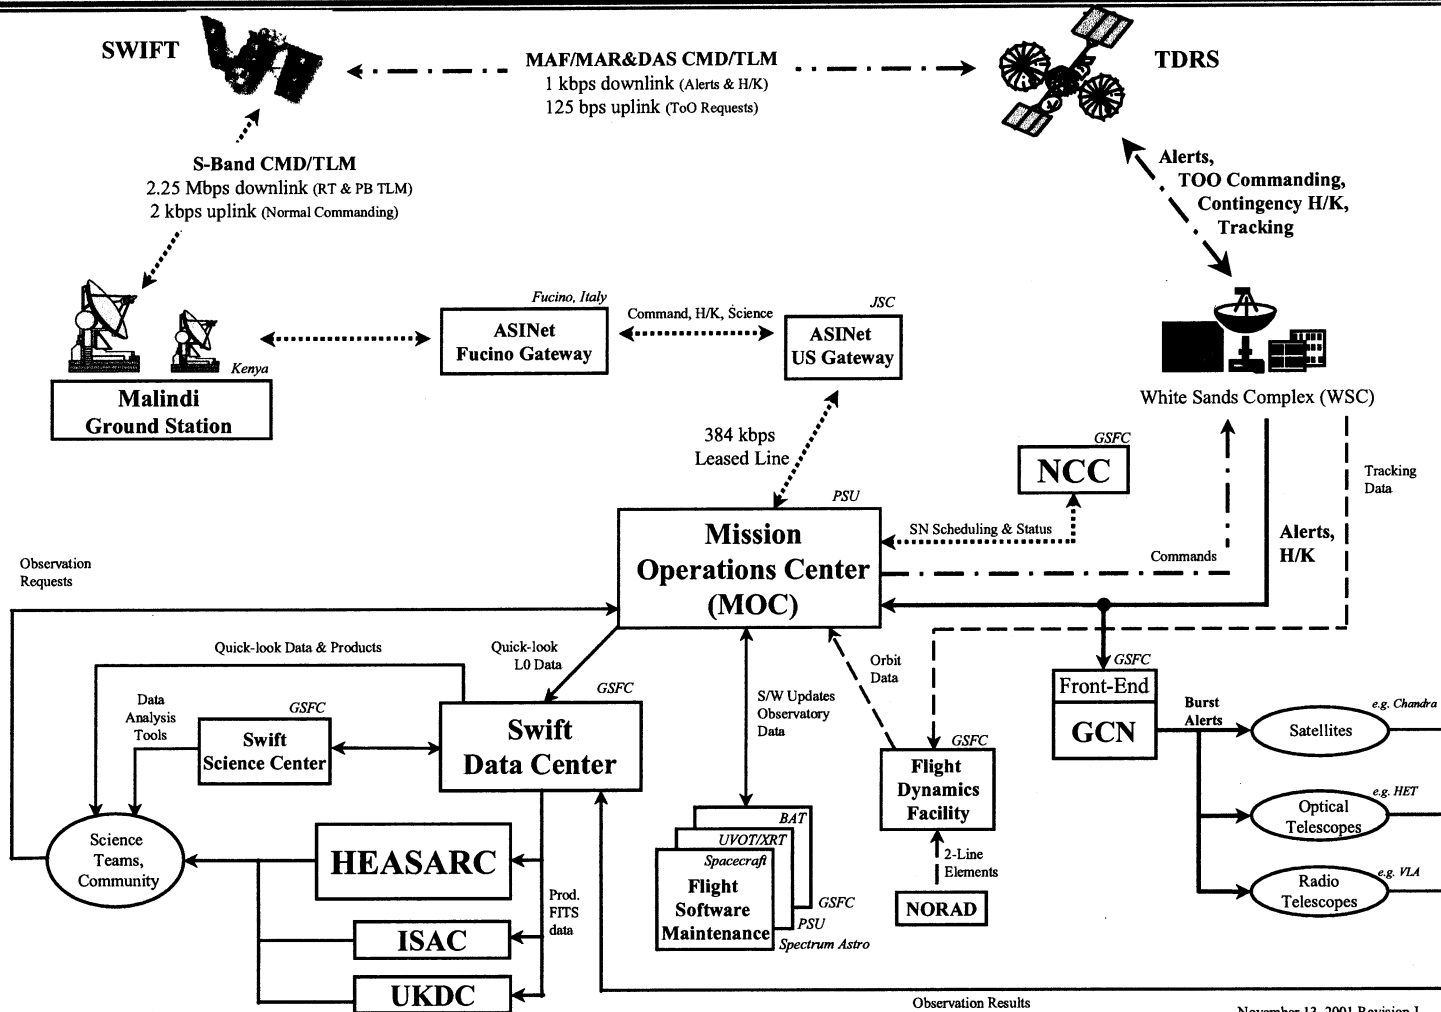 SWIFT
MAF/MAR&DAS CMD/TLM
1 kbps downlink (Alerts & H/K)
125 bps uplink (ToO Requests)
TDRS
S-Band CMD/TLM
2.25 Mbps downlink (RT & PB TLM)
2 kbps uplink (Normal Commanding)
Alerts,
TOO Commanding,
Contingency H/K,
Tracking
Kenya
Malindi
Ground Station
Fucino, Italy
ASINet
Fucino Gateway
Command, H/K, Science
JSC
ASINet
US Gateway
White Sands Complex (WSC)
384 kbps
Leased Line
GSFC
NCC
Tracking
Data
PSU
Mission
Operations Center
(MOC)
SN Scheduling & Status
Commands
Alerts,
H/K
Observation
Requests
Quick-look Data & Products
Quick-look
L0 Data
Orbit
Data
S/W Updates
Observatory
Data
GSFC
Front-End
GCN
Burst
Alerts
e.g. Chandra
Satellites
e.g. HET
Optical
Telescopes
e.g. VLA
Radio
Telescopes
Data
Analysis
Tools
GSFC
Swift
Science Center
GSFC
Swift
Data Center
GSFC
Flight
Dynamics
Facility
2-Line
Elements
NORAD
BAT
UVOT/XRT
Spacecraft
Flight
Software
Maintenance
GSFC
PSU
Spectrum Astro
Science
Teams,
Community
HEASARC
Prod.
FITS
data
ISAC
UKDC
Observation Results
November 13, 2001 Revision I